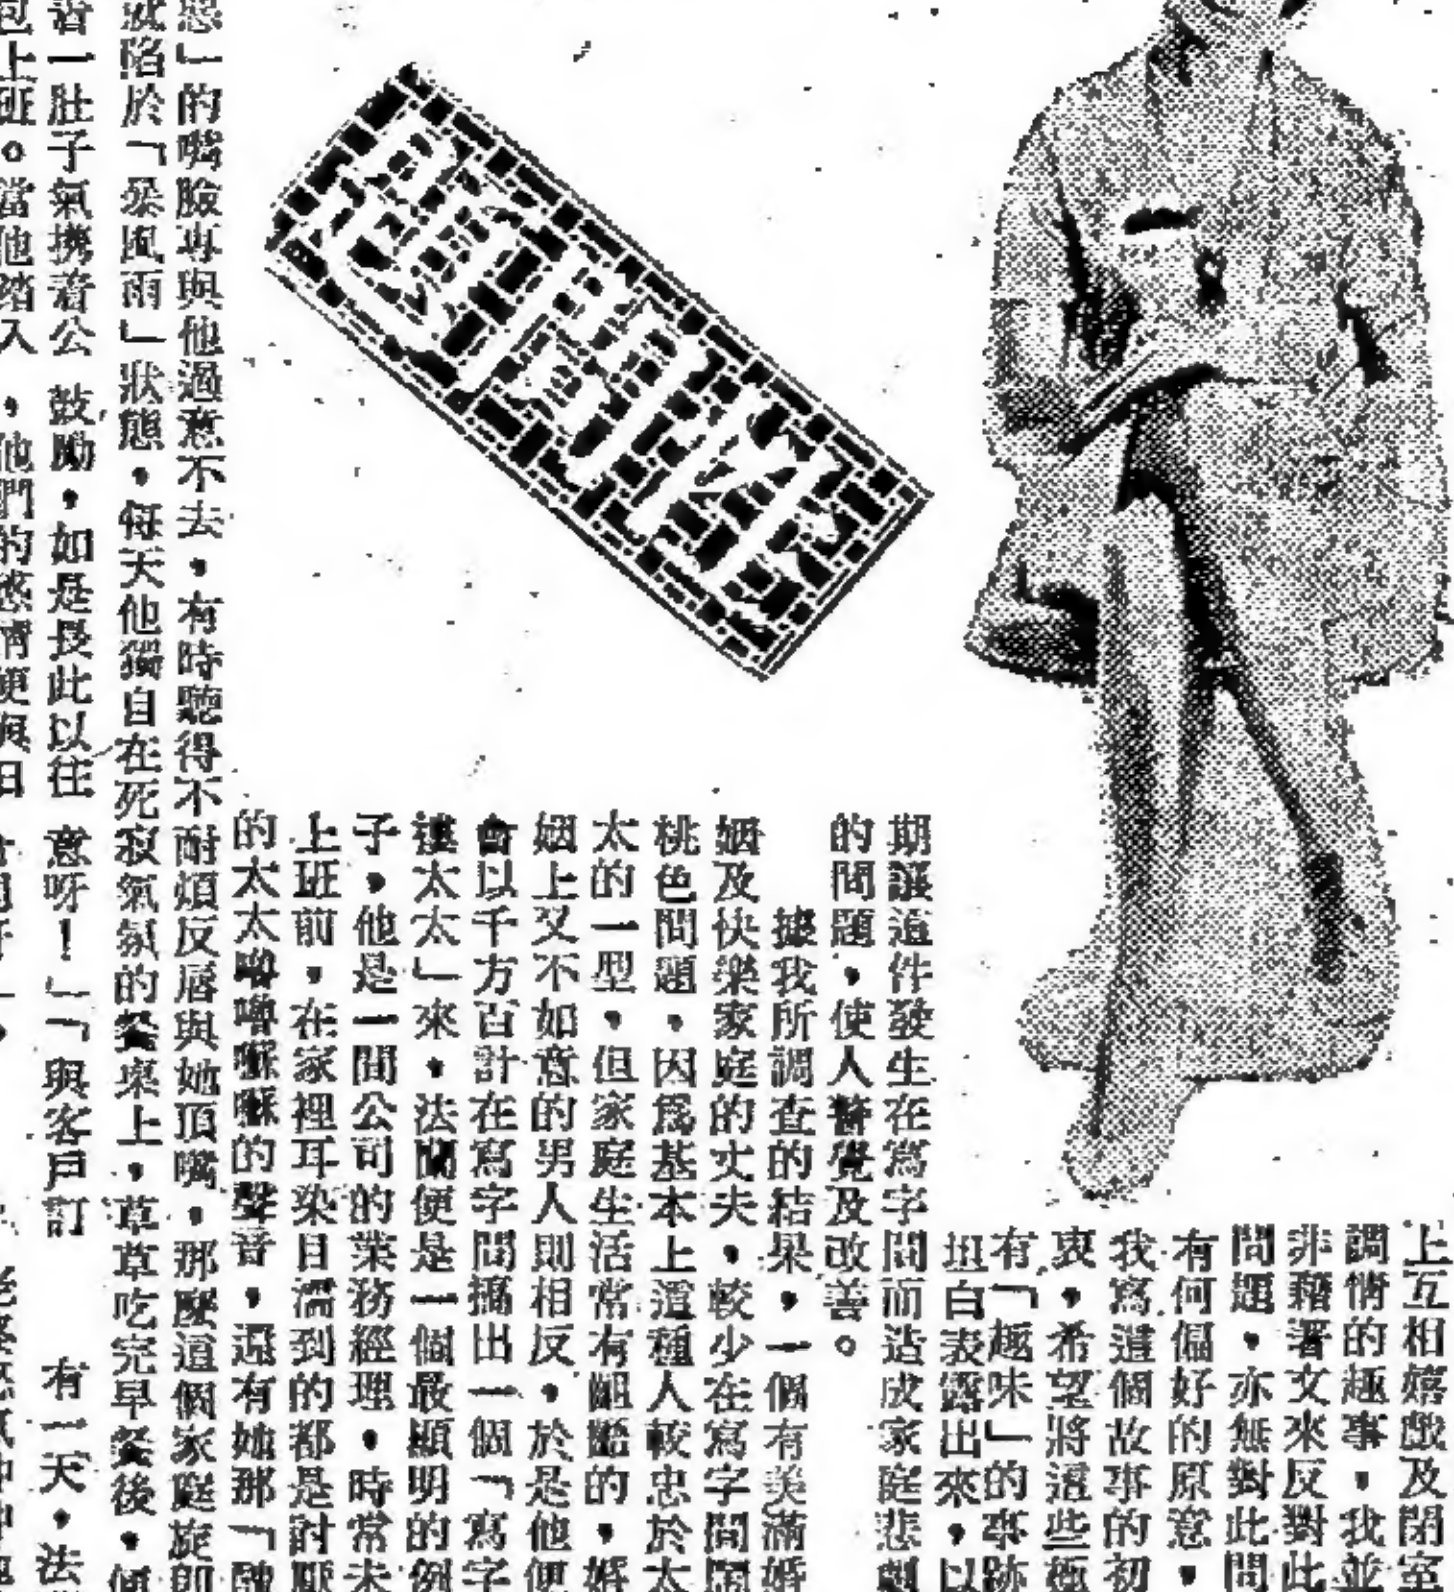 上互相嬉戲及閉室
調情的趣事，我並
非藉著文來反對此
問題，亦無對此問
有何偏好的原意，
我寫這個故事的初
衷，希望將這些極
有「趣味」的事跡
坦白表露出來，以
期讓這件發生在寫字間而造成家庭悲劇
的問題，使人警覺及改善。
據我所調查的結果，一個有美滿婚
姻及快樂家庭的丈夫，較少在寫字間鬧
桃色問題，因爲基本上這種人較忠於太
太的一型，但家庭生活常有齟齬的，婚
姻上又不如意的男人則相反，於是他便
會以千方百計在寫字間搞出一個「寫字
樓太太」來，法蘭便是一個最顯明的例
子，他是一間公司的業務經理，時常未
上班前，在家裡耳染目濡到的都是討厭
的太太嚕嚕囌囌的聲音，還有她那「醜
惡」的嘴臉專與他過意不去，有時聽得不耐煩反唇與她頂嘴，那麼這個家庭旋即
就陷於「暴風雨」狀態，每天他獨自在死寂氣氛的餐桌上，草草吃完早餐後，便
着一肚子氣携着公
包上班。當他踏入
鼓勵，如是長此以往
，他們的感情便與日
意呀！」「與客戶訂
有一天，法